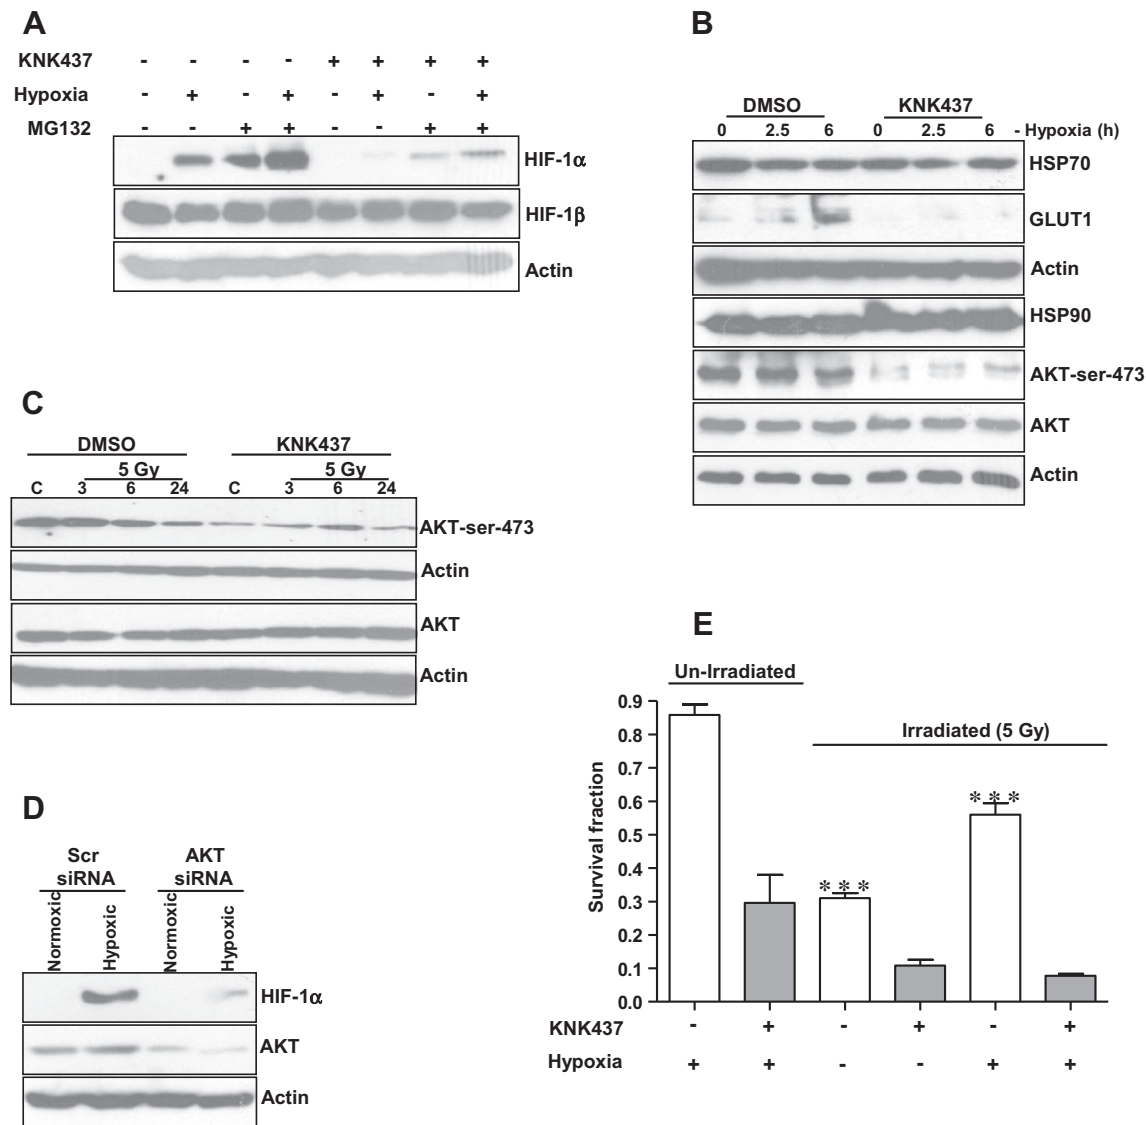 A
KNK437 - - - - + + + +
Hypoxia - + - + - + - +
MG132 - - + + - - + +
HIF-1α
HIF-1β
Actin
B
DMSO KNK437
0 2.5 6 0 2.5 6 - Hypoxia (h)
HSP70
GLUT1
Actin
HSP90
AKT-ser-473
AKT
Actin
C
DMSO KNK437
5 Gy 5 Gy
C 3 6 24 C 3 6 24
AKT-ser-473
Actin
AKT
Actin
D
Scr siRNA
AKT siRNA
Normoxic
Hypoxic
Normoxic
Hypoxic
HIF-1α
AKT
Actin
E
Un-Irradiated
Irradiated (5 Gy)
Survival fraction
0.9
0.8
0.7
0.6
0.5
0.4
0.3
0.2
0.1
0.0
***
***
KNK437 - + - + - +
Hypoxia + + - - + +